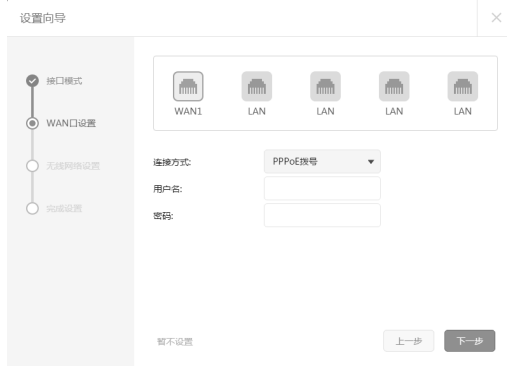 设置向导
接口模式
WAN口设置
无线网络设置
完成设置
WAN1 LAN LAN LAN LAN
连接方式: PPPoE拨号
用户名:
密码:
暂不设置 上一步 下一步